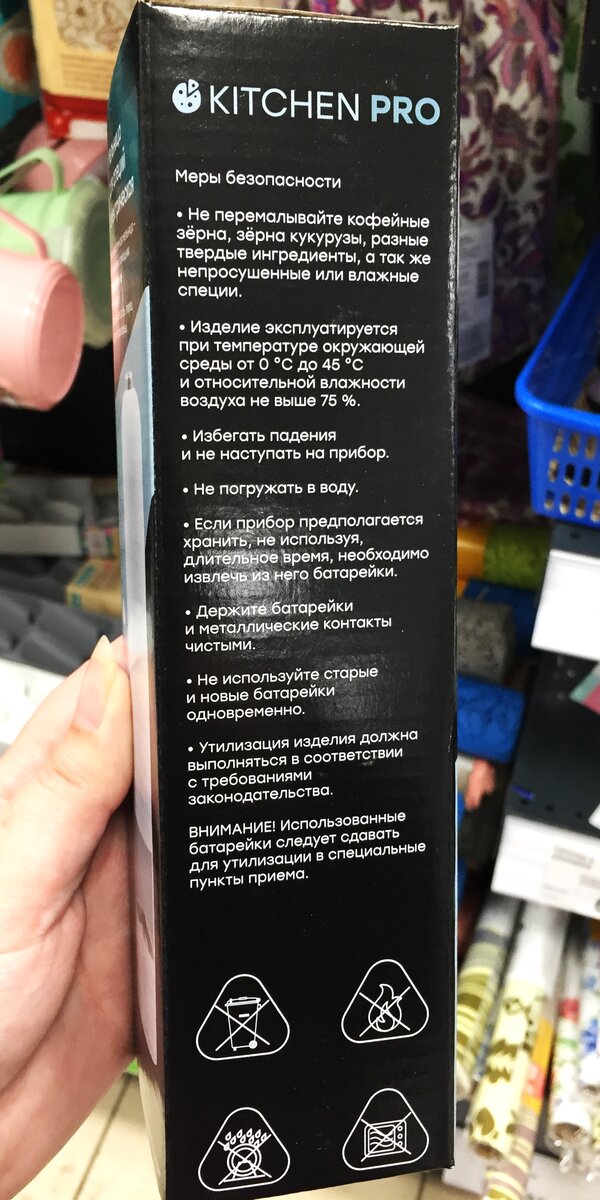 KITCHEN PRO
Меры безопасности
• Не перемалывайте кофейные
зёрна, зёрна кукурузы, разные
твердые ингредиенты, а так же
непросушенные или влажные
специи.
• Изделие эксплуатируется
при температуре окружающей
среды от 0 °C до 45 °C
и относительной влажности
воздуха не выше 75 %.
• Избегать падения
и не наступать на прибор.
• Не погружать в воду.
• Если прибор предполагается
хранить, не используя,
длительное время, необходимо
извлечь из него батарейки.
• Держите батарейки
и металлические контакты
чистыми.
• Не используйте старые
и новые батарейки
одновременно.
• Утилизация изделия должна
выполняться в соответствии
с требованиями
законодательства.
ВНИМАНИЕ! Использованные
батарейки следует сдавать
для утилизации в специальные
пункты приема.